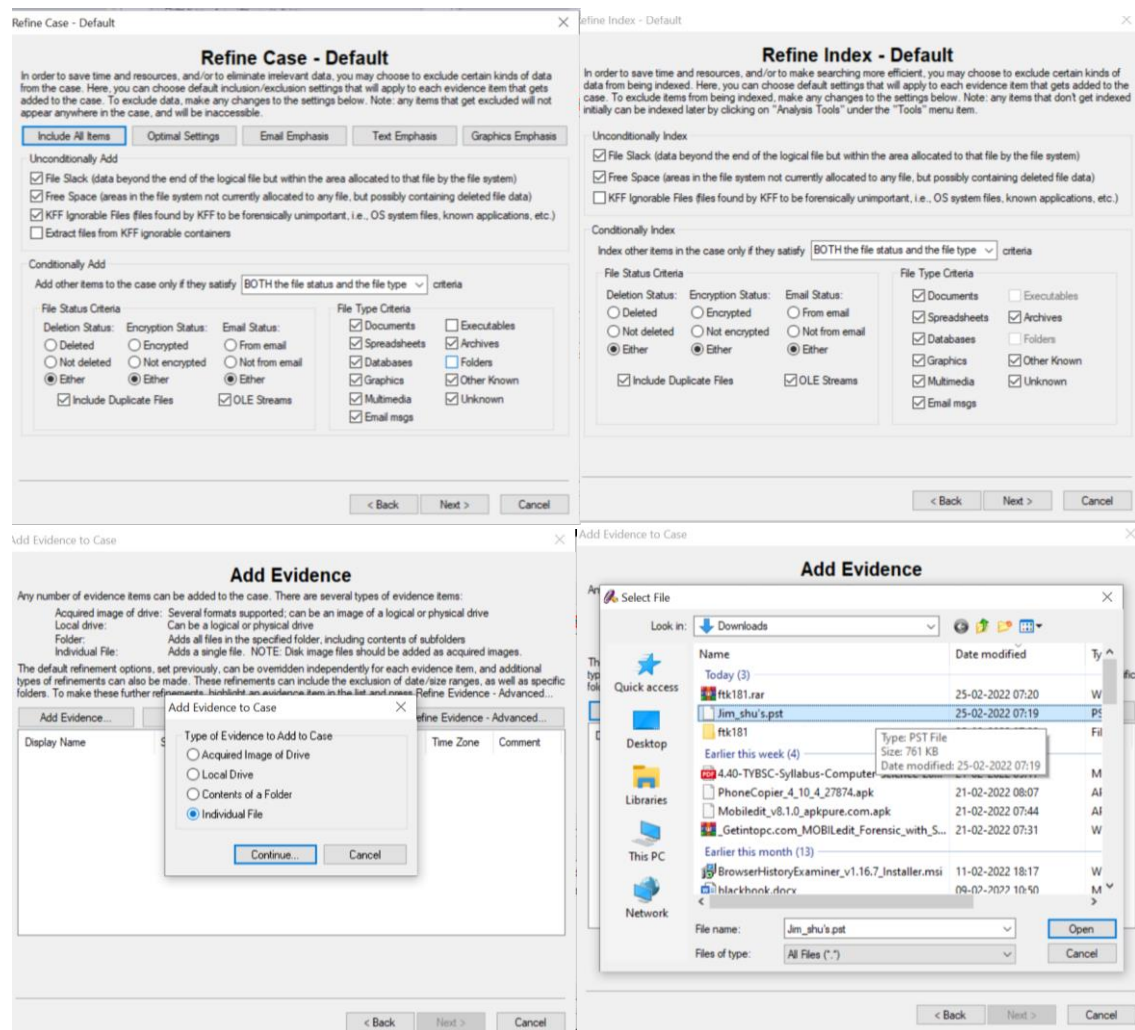 Refine Case - Default
Refine Case - Default
In order to save time and resources, and/or to eliminate irrelevant data, you may choose to exclude certain kinds of data
from the case. Here, you can choose default inclusion/exclusion settings that will apply to each evidence item that gets
added to the case. To exclude data, make any changes to the settings below. Note: any items that get excluded will not
appear anywhere in the case, and will be inaccessible.
Include All Items Optimal Settings Email Emphasis Text Emphasis Graphics Emphasis
Unconditionally Add
File Slack (data beyond the end of the logical file but within the area allocated to that file by the file system)
Free Space (areas in the file system not currently allocated to any file, but possibly containing deleted file data)
KFF Ignorable Files (files found by KFF to be forensically unimportant, i.e., OS system files, known applications, etc.)
Extract files from KFF ignorable containers
Conditionally Add
Add other items to the case only if they satisfy BOTH the file status and the file type criteria
File Status Criteria File Type Criteria
Deletion Status: Encryption Status: Email Status: Documents Executables
Deleted Encrypted From email Spreadsheets Archives
Not deleted Not encrypted Not from email Databases Folders
Either Either Either Graphics Other Known
Include Duplicate Files OLE Streams Multimedia Unknown
Email msgs
< Back Next > Cancel
efine Index - Default
Refine Index - Default
In order to save time and resources, and/or to make searching more efficient, you may choose to exclude certain kinds of
data from being indexed. Here, you can choose default settings that will apply to each evidence item that gets added to the
case. To exclude items from being indexed, make any changes to the settings below. Note: any items that don't get indexed
initially can be indexed later by clicking on "Analysis Tools" under the "Tools" menu item.
Unconditionally Index
File Slack (data beyond the end of the logical file but within the area allocated to that file by the file system)
Free Space (areas in the file system not currently allocated to any file, but possibly containing deleted file data)
KFF Ignorable Files (files found by KFF to be forensically unimportant, i.e., OS system files, known applications, etc.)
Conditionally Index
Index other items in the case only if they satisfy BOTH the file status and the file type criteria
File Status Criteria File Type Criteria
Deletion Status: Encryption Status: Email Status: Documents Executables
Deleted Encrypted From email Spreadsheets Archives
Not deleted Not encrypted Not from email Databases Folders
Either Either Either Graphics Other Known
Include Duplicate Files OLE Streams Multimedia Unknown
Email msgs
< Back Next > Cancel
Add Evidence to Case
Add Evidence
Any number of evidence items can be added to the case. There are several types of evidence items:
Acquired image of drive: Several formats supported; can be an image of a logical or physical drive
Local drive: Can be a logical or physical drive
Folder: Adds all files in the specified folder, including contents of subfolders
Individual File: Adds a single file. NOTE: Disk image files should be added as acquired images.
The default refinement options, set previously, can be overridden independently for each evidence item, and additional
types of refinements can also be made. These refinements can include the exclusion of date/size ranges, as well as specific
folders. To make these further refinements, highlight an evidence item in the list and press Refine Evidence - Advanced...
Add Evidence... efine Evidence - Advanced...
Display Name S Time Zone Comment
Add Evidence to Case
Type of Evidence to Add to Case
Acquired Image of Drive
Local Drive
Contents of a Folder
Individual File
Continue... Cancel
< Back Next > Cancel
Add Evidence to Case
Add Evidence
Select File
Look in: Downloads
Name Date modified Ty
Today (3)
ftk181.rar 25-02-2022 07:20 W
Jim_shu's.pst 25-02-2022 07:19 PS
ftk181 Fil
Type: PST File
Size: 761 KB
Date modified: 25-02-2022 07:19
Earlier this week (4)
4.40-TYBSC-Syllabus-Computer M
PhoneCopier_4_10_4_27874.apk 21-02-2022 08:07 AF
Mobiledit_v8.1.0_apkpure.com.apk 21-02-2022 07:44 AF
_Getintopc.com_MOBILedit_Forensic_with_S... 21-02-2022 07:31 W
Earlier this month (13)
BrowserHistoryExaminer_v1.16.7_Installer.msi 11-02-2022 18:17 W
blackhook.docx 09-02-2022 10:50 M
Quick access
Desktop
Libraries
This PC
Network
File name: Jim_shu's.pst Open
Files of type: All Files (*.*) Cancel
< Back Next > Cancel